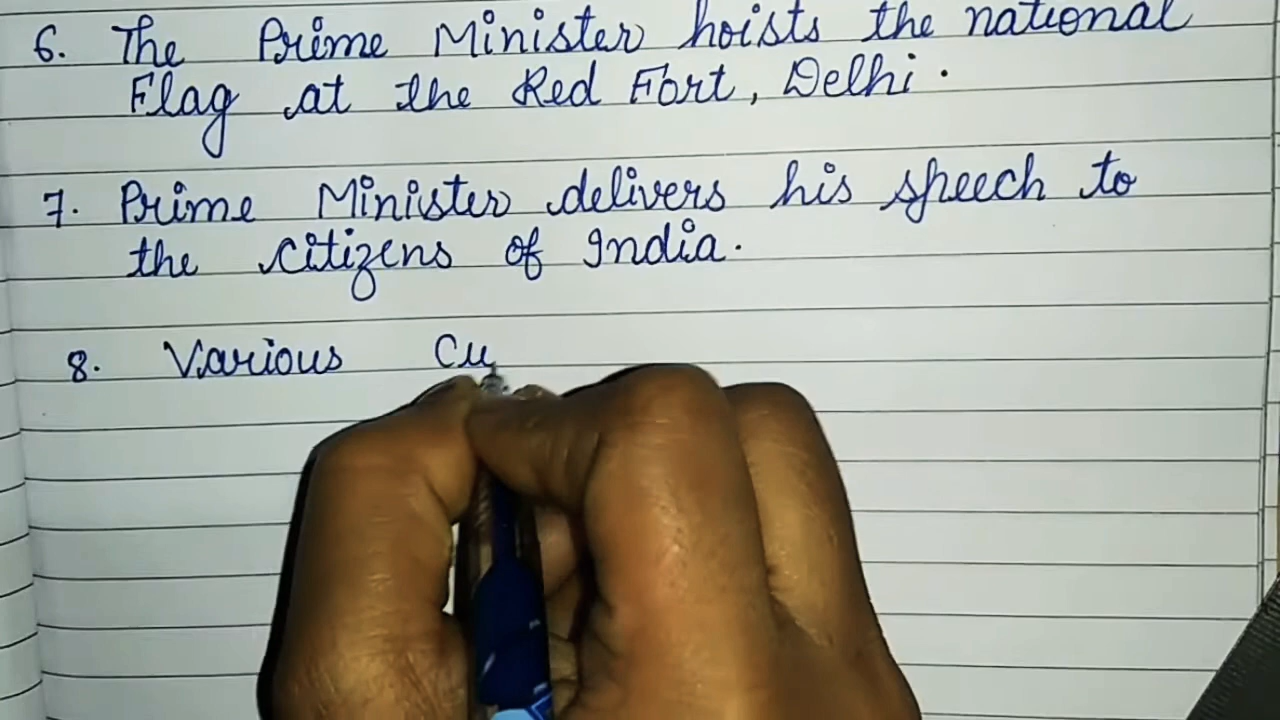 6. The Prime Minister hoists the national
Flag at the Red Fort, Delhi.
7. Prime Minister delivers his speech to
the citizens of India.
8. Various Cu